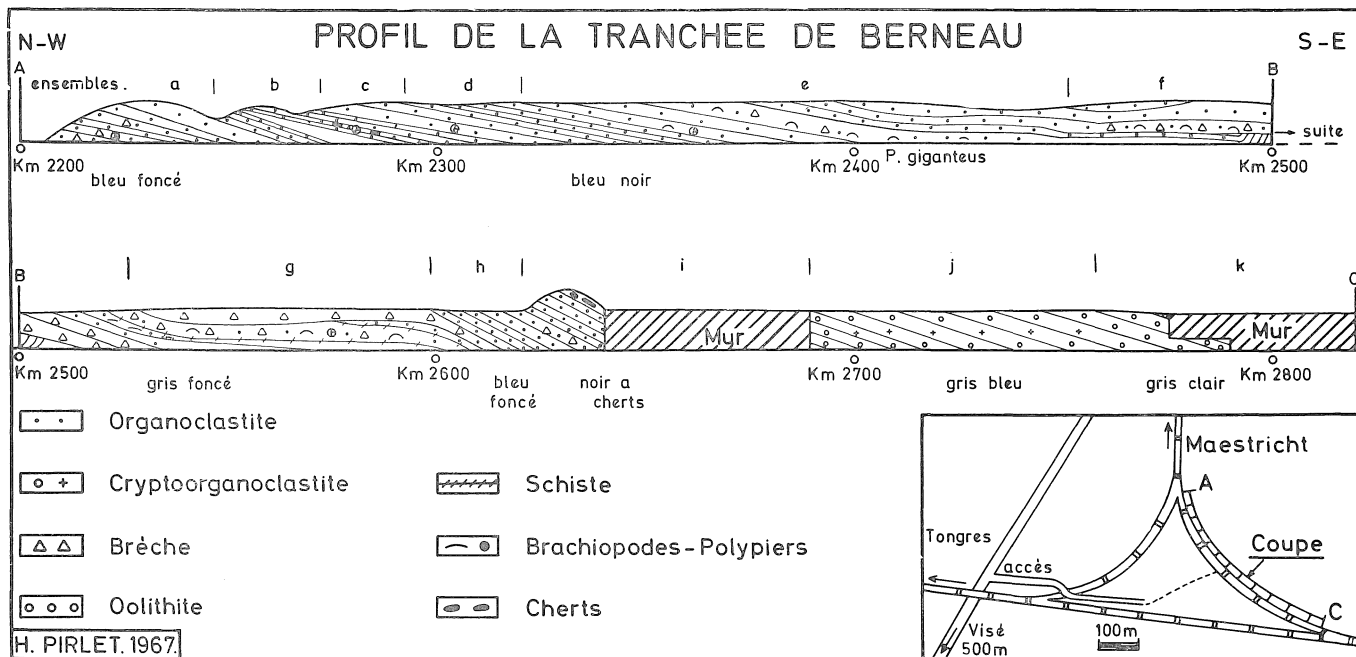 PROFIL DE LA TRANCHEE DE BERNEAU
N-W
S-E
A
B
ensembles. a b c d e f
suite
Km 2200
Km 2300
Km 2400
P. giganteus
Km 2500
bleu foncé
bleu noir
B
g h i j k
C
Mur
Mur
Km 2500
gris foncé
Km 2600
bleu foncé
noir a cherts
Km 2700
gris bleu
gris clair
Km 2800
Organoclastite
Cryptoorganoclastite
Brèche
Oolithite
Schiste
Brachiopodes-Polypiers
Cherts
H. PIRLET. 1967.
Maestricht
A
Tongres
accès
Coupe
C
Visé
500m
100m